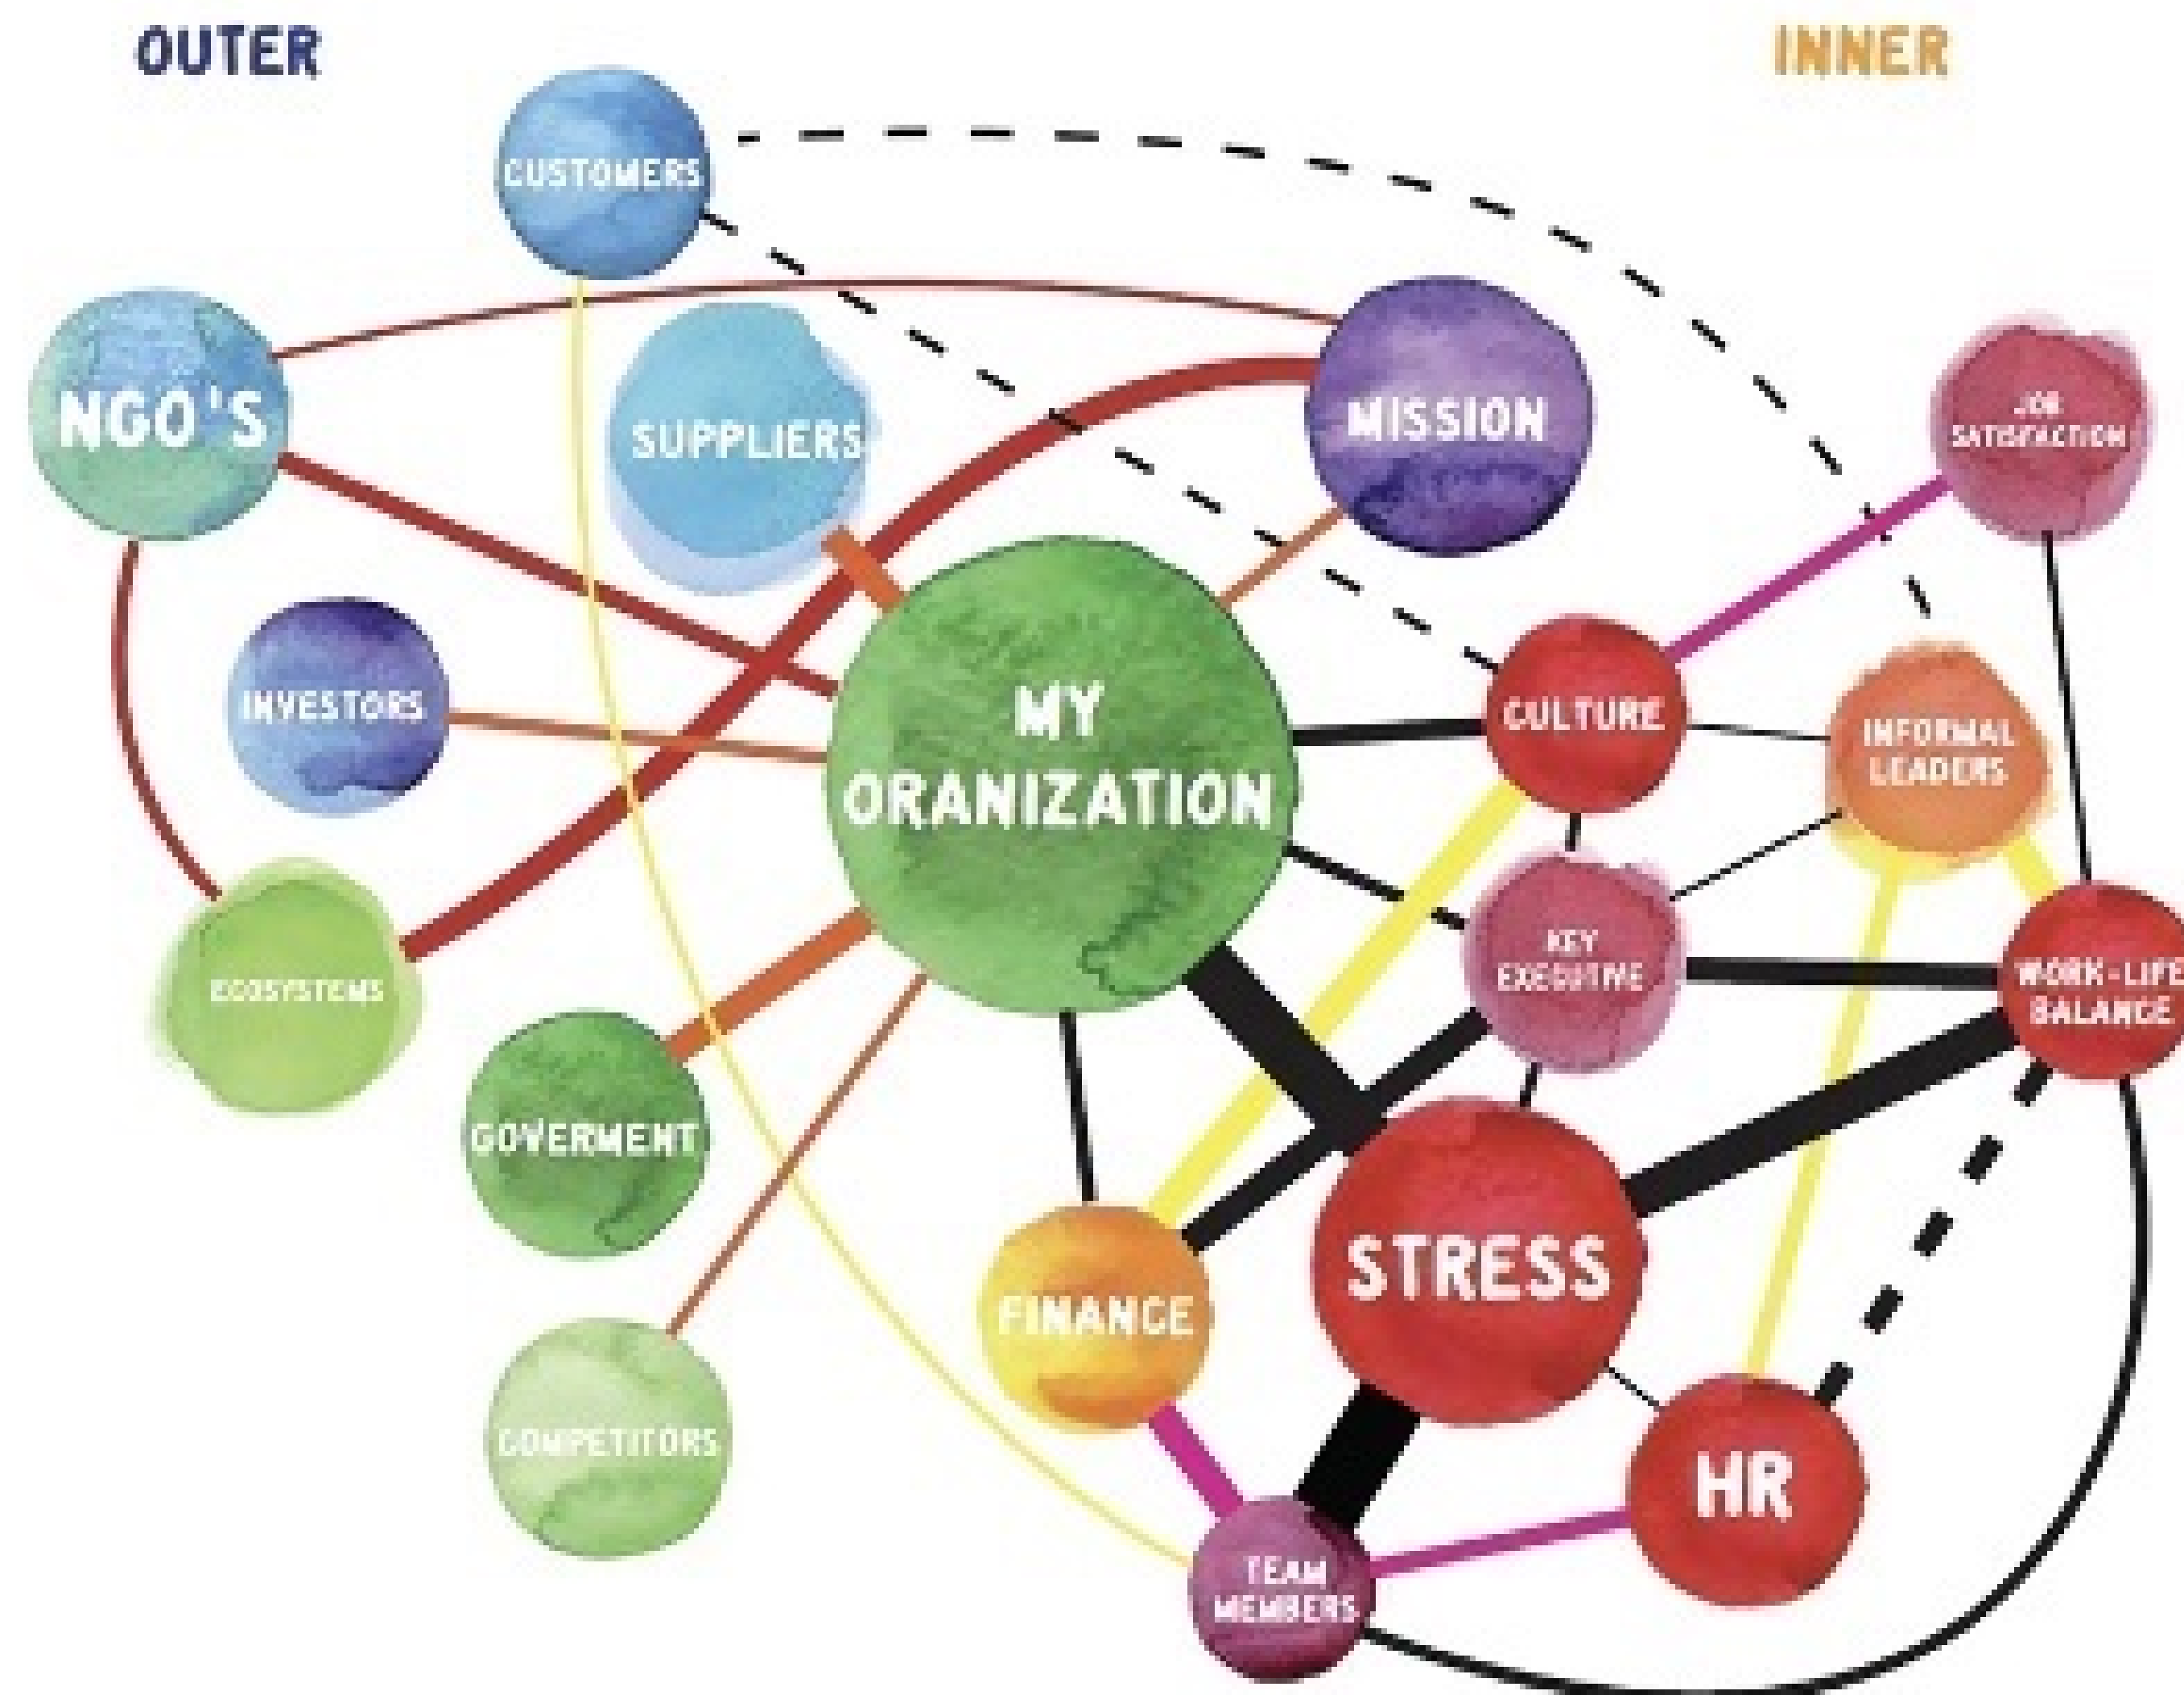 OUTER
INNER
CUSTOMERS
NGO'S
SUPPLIERS
MISSION
JOB
SATISFACTION
INVESTORS
MY
ORANIZATION
CULTURE
INFORMAL
LEADERS
ECOSYSTEMS
KEY
EXECUTIVE
WORK-LIFE
BALANCE
GOVERMENT
FINANCE
STRESS
COMPETITORS
HR
TEAM
MEMBERS